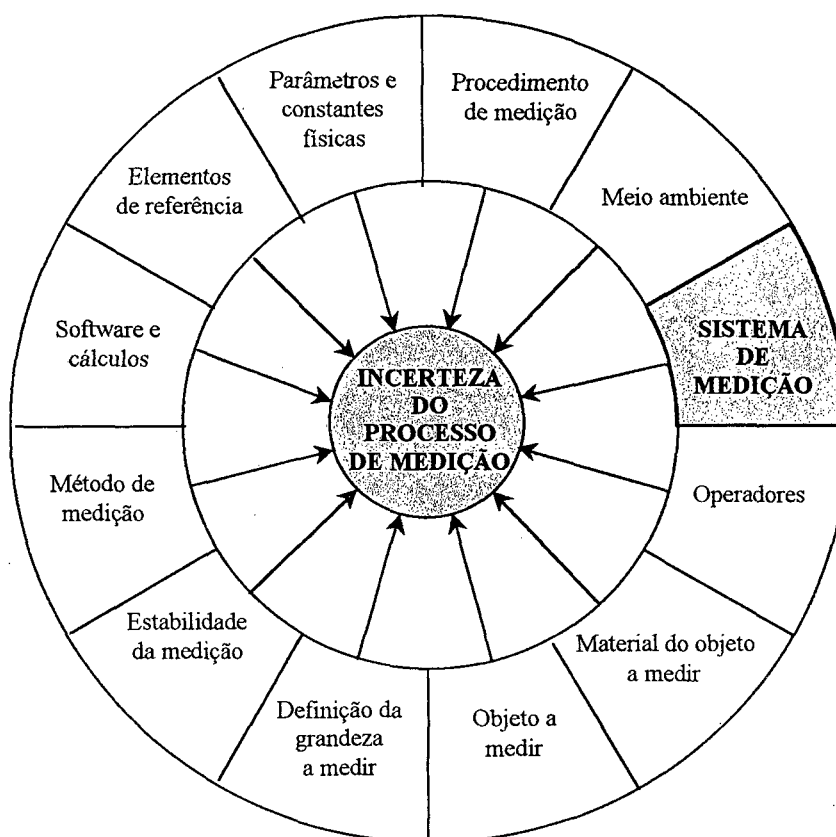 Parâmetros e
constantes
físicas
Procedimento
de medição
Meio ambiente
SISTEMA
DE
MEDIÇÃO
Operadores
Material do objeto
a medir
Objeto a
medir
Definição da
grandeza
a medir
Estabilidade
da medição
Método de
medição
Software e
cálculos
Elementos
de referência
INCERTEZA
DO
PROCESSO
DE MEDIÇÃO